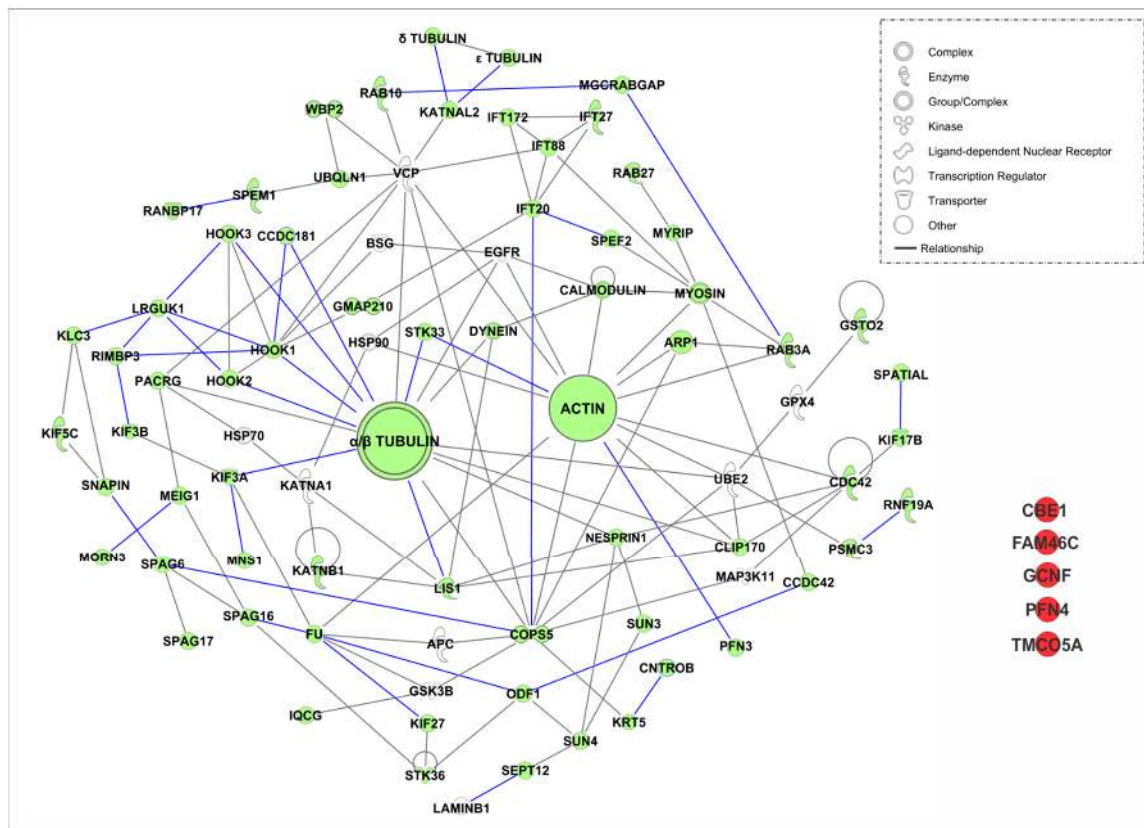 δ TUBULIN
ε TUBULIN
RAB10
MGCRABGAP
WBP2
KATNAL2
IFT172
IFT27
IFT88
UBQLN1
VCP
RAB27
SPEM1
RANBP17
IFT20
HOOK3
CCDC181
BSG
EGFR
SPEF2
MYRIP
CALMODULIN
MYOSIN
LRGUK1
GMAP210
GSTO2
KLC3
STK33
DYNEIN
ARP1
RAB3A
RIMBP3
HOOK1
HSP90
PACRG
HOOK2
SPATIAL
GPX4
ACTIN
KIF5C
KIF3B
HSP70
α/β TUBULIN
KIF17B
SNAPIN
MEIG1
KIF3A
KATNA1
UBE2
CDC42
RNF19A
MORN3
SPAG6
MNS1
KATNB1
NESPRIN1
CLIP170
PSMC3
LIS1
MAP3K11
CCDC42
SPAG16
SPAG17
FU
APC
COPS5
SUN3
PFN3
GSK3B
ODF1
CNTROB
IQCG
KIF27
KRT5
SUN4
STK36
SEPT12
LAMINB1
Complex
Enzyme
Group/Complex
Kinase
Ligand-dependent Nuclear Receptor
Transcription Regulator
Transporter
Other
Relationship
CBE1
FAM46C
GCNF
PFN4
TMCO5A